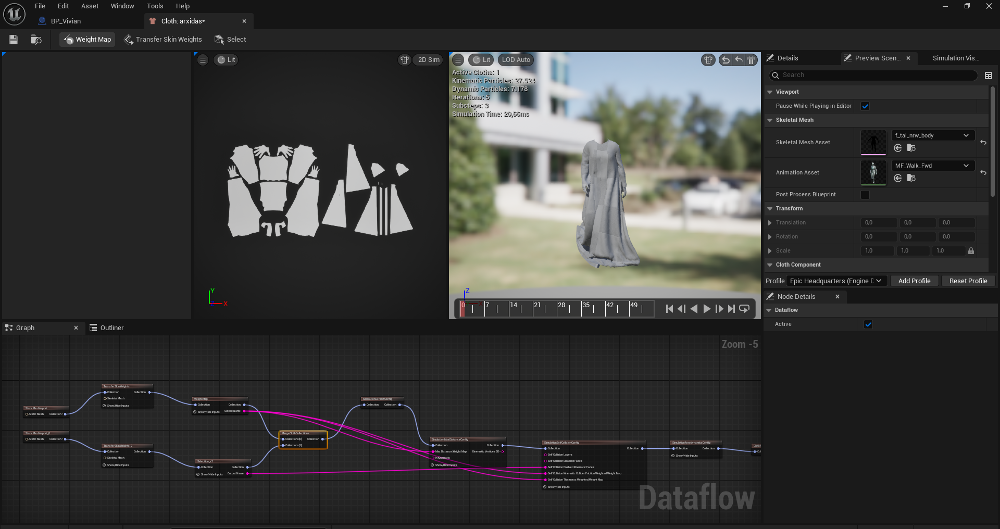 File Edit Asset Window Tools Help
BP_Vivian
Cloth: arxidas*
Weight Map Transfer Skin Weights Select
Lit
2D Sim
Lit LOD Auto
Active Cloths: 1
Kinematic Particles: 27.524
Dynamic Particles: 7.178
Iterations: 5
Substeps: 3
Simulation Time: 20,56ms
Y
X
Z
X
0 7 14 21 28 35 42 49
Details
Preview Scen...
Simulation Vis...
Search
Viewport
Pause While Playing in Editor
Skeletal Mesh
Skeletal Mesh Asset
f_tal_nrw_body
Animation Asset
MF_Walk_Fwd
Post Process Blueprint
Transform
Translation 0,0 0,0 0,0
Rotation 0,0 0,0 0,0
Scale 1,0 1,0 1,0
Cloth Component
Profile Epic Headquarters (Engine D Add Profile Reset Profile
Node Details
Dataflow
Active
Graph
Outliner
Zoom -5
StaticMeshImport
Static Mesh Collection
StaticMeshImport_0
Static Mesh Collection
TransferSkinWeights
Collection Collection
Skeletal Mesh
Show/Hide Inputs
TransferSkinWeights_0
Collection Collection
Skeletal Mesh
Show/Hide Inputs
WeightMap
Collection Collection
Show/Hide Inputs Output Name
Selection_v2
Collection Collection
Show/Hide Inputs Output Name
MergeClothCollections
Collections[0] Collection
Collections[1]
SimulationDefaultConfig
Collection Collection
SimulationMaxDistanceConfig
Collection Collection
Max Distance.Weight Map Kinematic Vertices 3D
In Kinematic
Show/Hide Inputs
SimulationSelfCollisionConfig
Collection Collection
Self Collision Layers
Self Collision Disabled Faces
Self Collision Enabled Kinematic Faces
Self Collision Kinematic Collider Friction Weighted.Weight Map
Self Collision Thickness Weighted.Weight Map
Show/Hide Inputs
SimulationAerodynamicsConfig
Collection Collection
Show/Hide Inputs
Dataflow